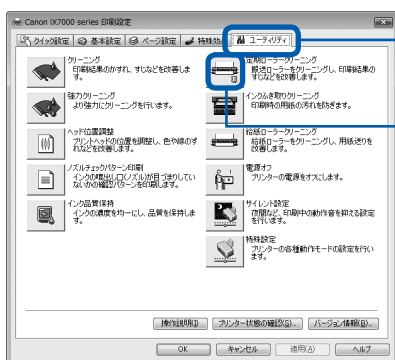 Canon iX7000 series 印刷設定
クイック設定 基本設定 ページ設定 特殊効果 ユーティリティ
クリーニング
印刷結果のかすれ、すじなどを改善します。
強力クリーニング
より強力にクリーニングを行います。
ヘッド位置調整
プリントヘッドの位置を調整し、色や線のずれなどを改善します。
ノズルチェックパターン印刷
インクの噴出し口(ノズル)が目づまりしていないかの確認パターンを印刷します。
インク品質保持
インクの濃度を均一にし、品質を保持します。
定期ローラークリーニング
搬送ローラーをクリーニングし、印刷結果のすじなどを改善します。
インクふき取りクリーニング
印刷時の用紙の汚れを防ぎます。
給紙ローラークリーニング
給紙ローラーをクリーニングし、用紙送りを改善します。
電源オフ
プリンターの電源をオフにします。
サイレント設定
夜間など、印刷中の動作音を抑える設定を行います。
特殊設定
プリンターの各種動作モードの設定を行います。
操作説明(I) プリンター状態の確認(S)... バージョン情報(B)...
OK キャンセル 適用(A) ヘルプ